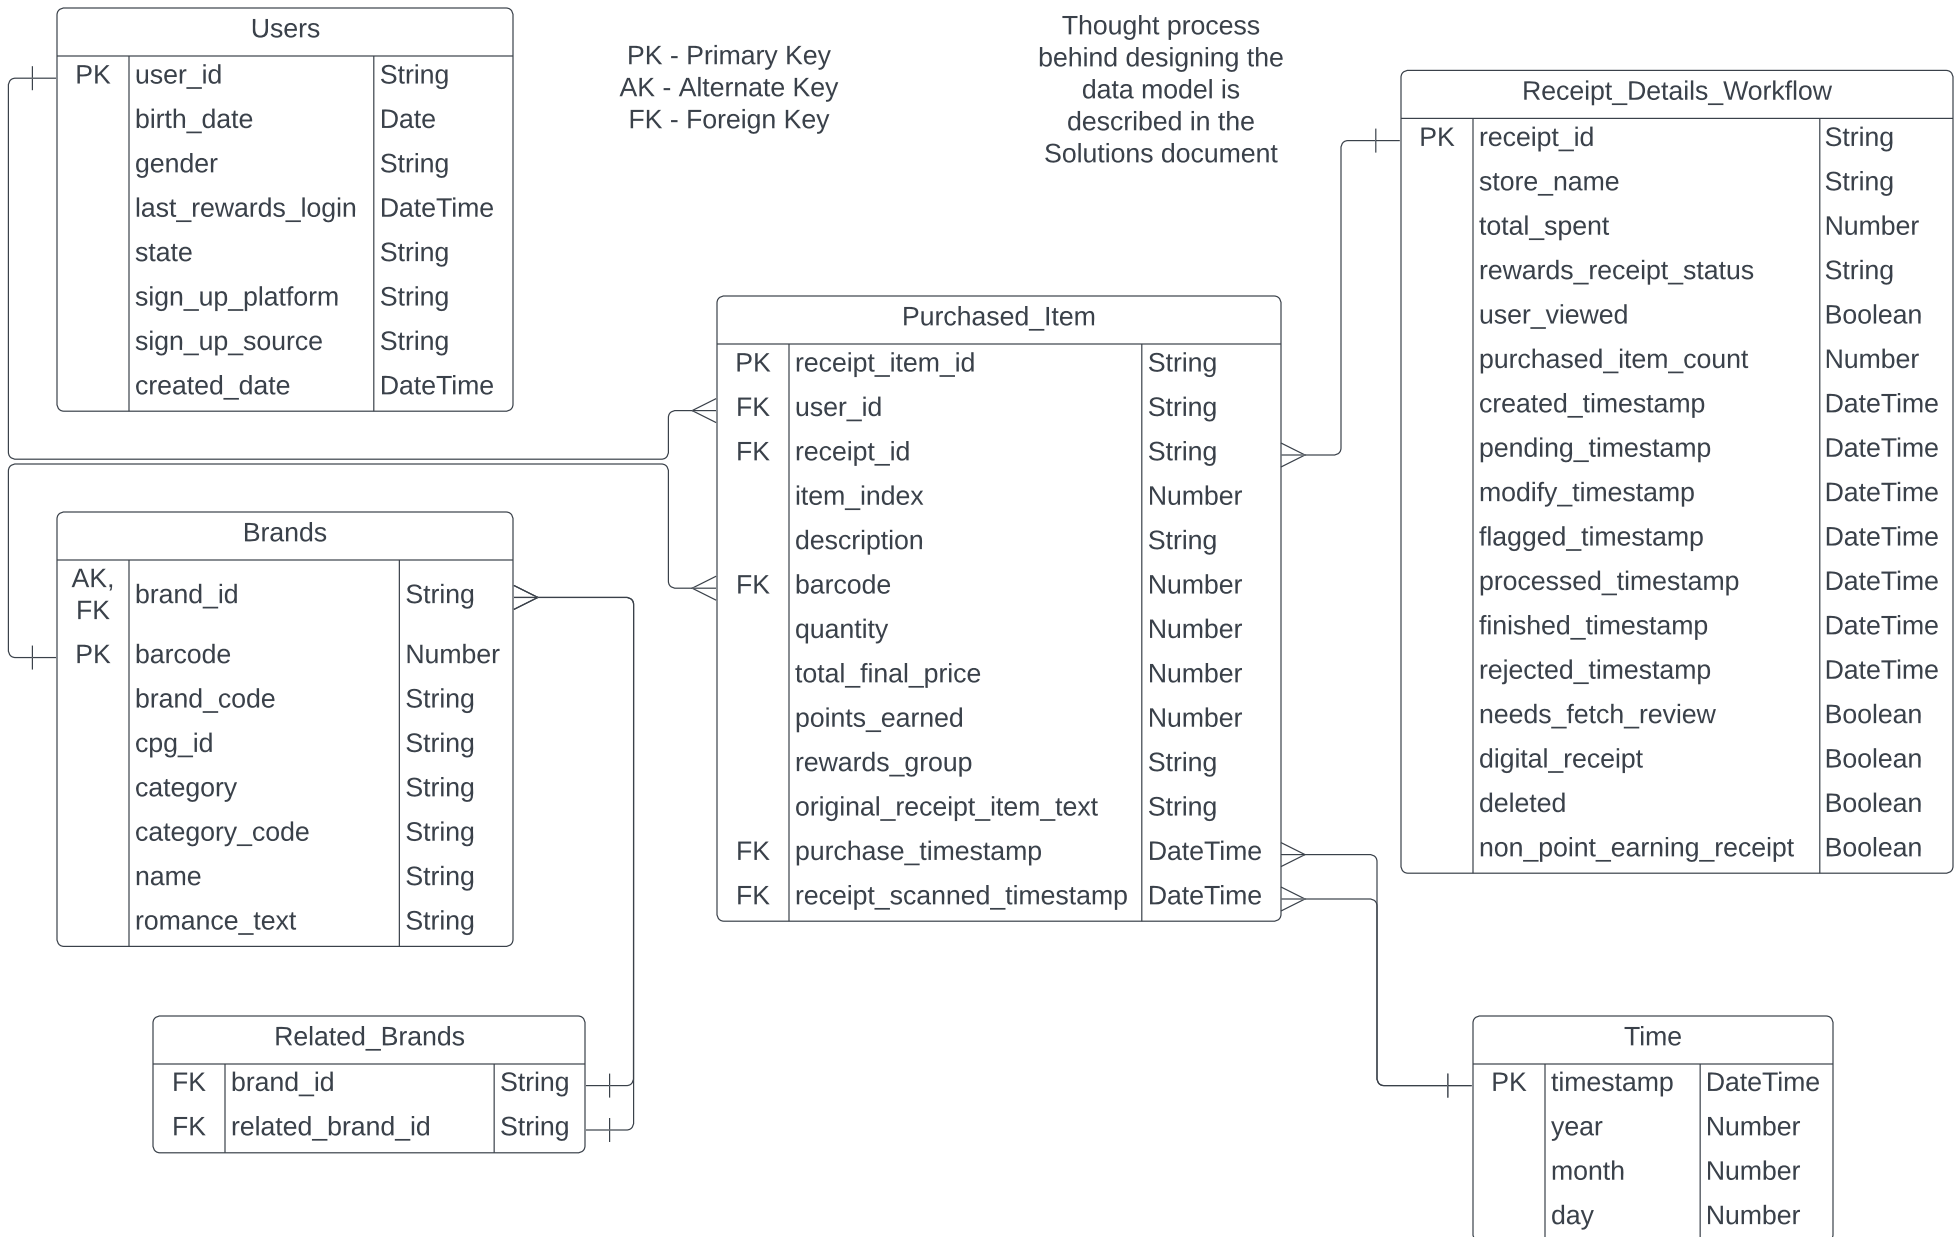 Users
PK user_id String
birth_date Date
gender String
last_rewards_login DateTime
state String
sign_up_platform String
sign_up_source String
created_date DateTime
PK - Primary Key
AK - Alternate Key
FK - Foreign Key
Thought process
behind designing the
data model is
described in the
Solutions document
Receipt_Details_Workflow
PK receipt_id String
store_name String
total_spent Number
rewards_receipt_status String
user_viewed Boolean
purchased_item_count Number
created_timestamp DateTime
pending_timestamp DateTime
modify_timestamp DateTime
flagged_timestamp DateTime
processed_timestamp DateTime
finished_timestamp DateTime
rejected_timestamp DateTime
needs_fetch_review Boolean
digital_receipt Boolean
deleted Boolean
non_point_earning_receipt Boolean
Purchased_Item
PK receipt_item_id String
FK user_id String
FK receipt_id String
item_index Number
description String
FK barcode Number
quantity Number
total_final_price Number
points_earned Number
rewards_group String
original_receipt_item_text String
FK purchase_timestamp DateTime
FK receipt_scanned_timestamp DateTime
Brands
AK,
FK brand_id String
PK barcode Number
brand_code String
cpg_id String
category String
category_code String
name String
romance_text String
Related_Brands
FK brand_id String
FK related_brand_id String
Time
PK timestamp DateTime
year Number
month Number
day Number